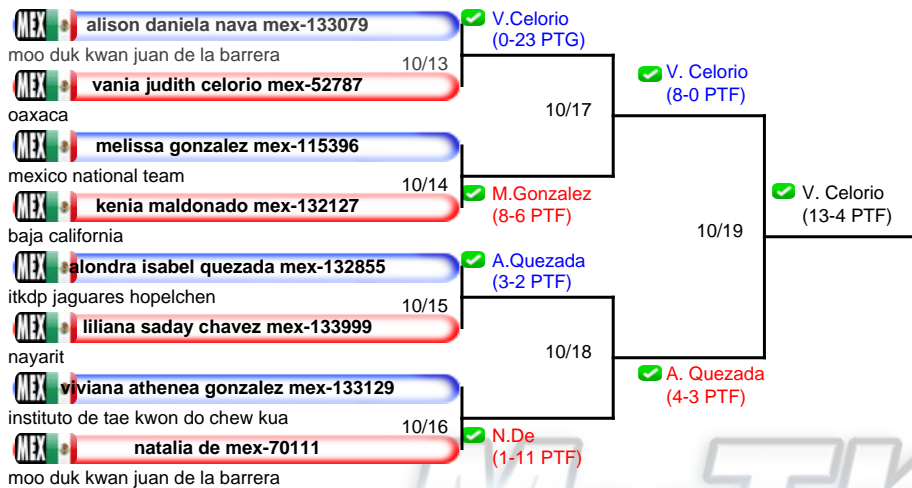 MEX alison daniela nava mex-133079
moo duk kwan juan de la barrera
10/13
MEX vania judith celorio mex-52787
oaxaca
MEX melissa gonzalez mex-115396
mexico national team
10/14
MEX kenia maldonado mex-132127
baja california
MEX alondra isabel quezada mex-132855
itkdp jaguares hopelchen
10/15
MEX liliana saday chavez mex-133999
nayarit
MEX viviana athenea gonzalez mex-133129
instituto de tae kwon do chew kua
10/16
MEX natalia de mex-70111
moo duk kwan juan de la barrera
V.Celorio
(0-23 PTG)
10/17
M.Gonzalez
(8-6 PTF)
A.Quezada
(3-2 PTF)
10/18
N.De
(1-11 PTF)
V. Celorio
(8-0 PTF)
10/19
A. Quezada
(4-3 PTF)
V. Celorio
(13-4 PTF)